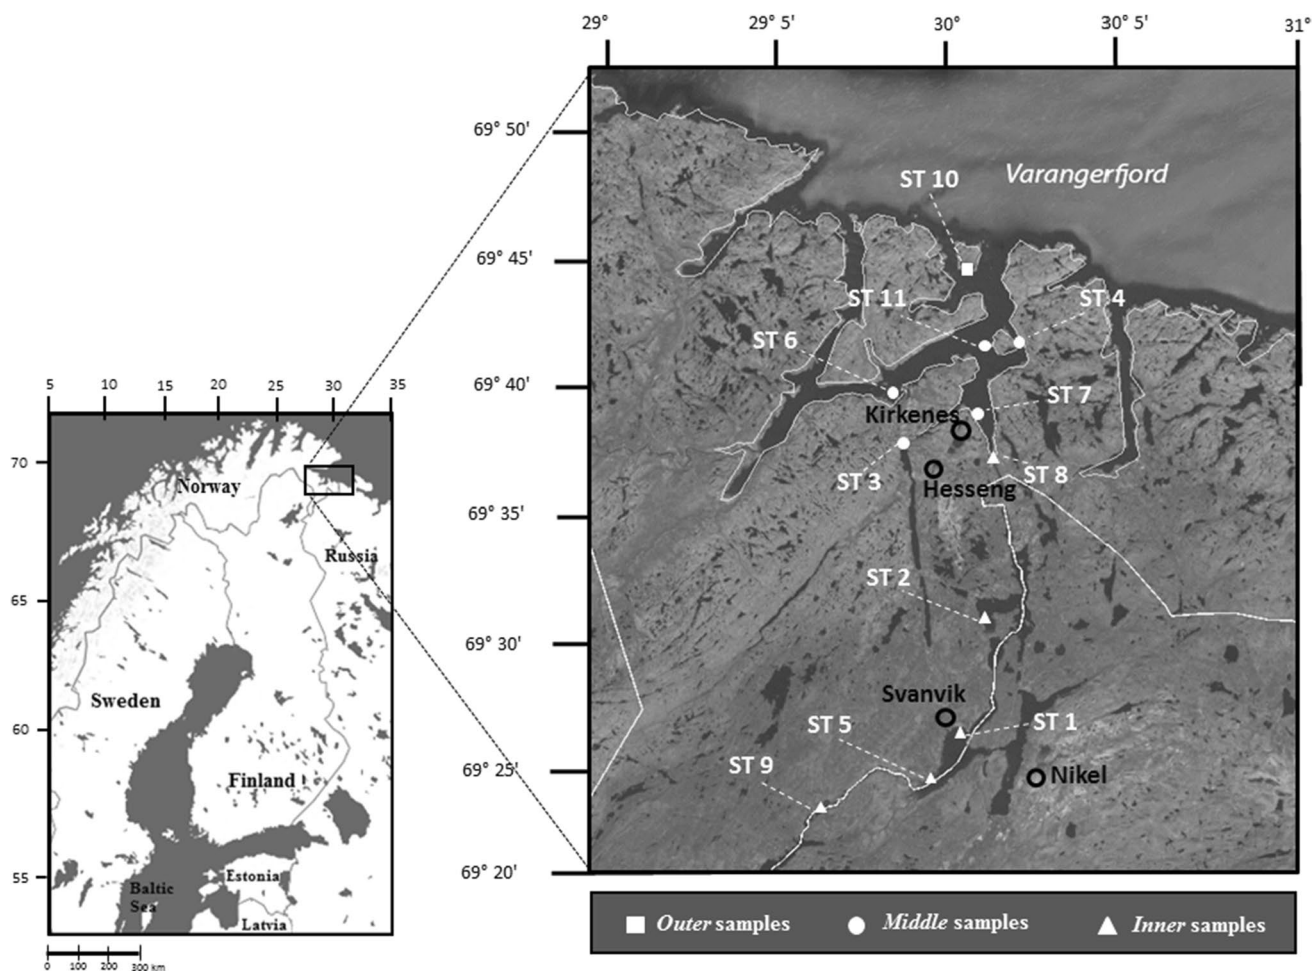 29°
29° 5'
30°
30° 5'
31°
69° 50'
69° 45'
69° 40'
69° 35'
69° 30'
69° 25'
69° 20'
Varangerfjord
ST 10
ST 11
ST 4
ST 6
ST 7
Kirkenes
ST 3
ST 8
Hesseng
ST 2
Svanvik
ST 5
ST 1
ST 9
Nikel
5
10
15
20
25
30
35
70
65
60
55
Norway
Russia
Sweden
Finland
Estonia
Baltic
Sea
Latvia
0
100
200
300 km
Outer samples
Middle samples
Inner samples